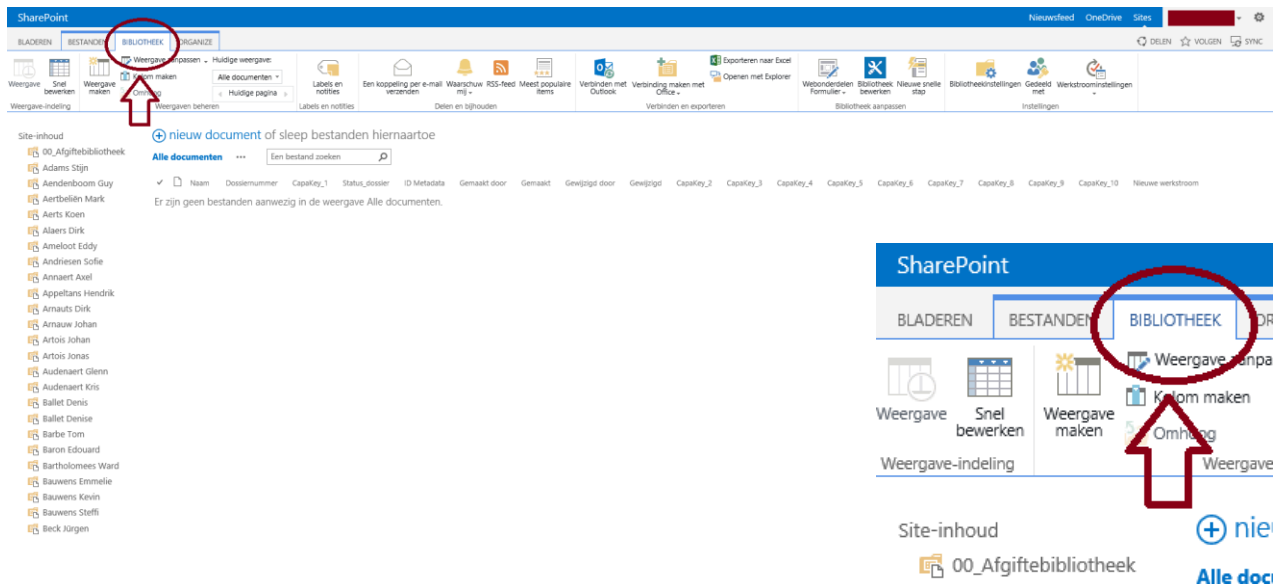 SharePoint
Nieuwsfeed OneDrive Sites
BLADEREN BESTANDEN BIBLIOTHEEK ORGANIZE
DELEN VOLGEN SYNC
Weergave
Snel bewerken
Weergave maken
Weergave aanpassen
Kolom maken
Omhoog
Huidige weergave:
Alle documenten
Huidige pagina
Labels en notities
Een koppeling per e-mail verzenden
Waarschuw mij
RSS-feed
Meest populaire items
Verbinden met Outlook
Verbinding maken met Office
Exporteren naar Excel
Openen met Explorer
Webonderdelen Formulier
Bibliotheek bewerken
Nieuwe snelle stap
Bibliotheekinstellingen
Gedeeld met
Werkstroominstellingen
Weergave-indeling
Weergaven beheren
Labels en notities
Delen en bijhouden
Verbinden en exporteren
Bibliotheek aanpassen
Instellingen
Site-inhoud
00_Afgiftebibliotheek
Adams Stijn
Aendenboom Guy
Aertbeliën Mark
Aerts Koen
Alaers Dirk
Ameloot Eddy
Andriesen Sofie
Annaert Axel
Appeltans Hendrik
Arnauts Dirk
Arnauw Johan
Artois Johan
Artois Jonas
Audenaert Glenn
Audenaert Kris
Ballet Denis
Ballet Denise
Barbe Tom
Baron Edouard
Bartholomees Ward
Bauwens Emmelie
Bauwens Kevin
Bauwens Steffi
Beck Jürgen
nieuw document of sleep bestanden hiernaartoe
Alle documenten ••• Een bestand zoeken
Naam Dossiernummer CapaKey_1 Status_dossier ID Metadata Gemaakt door Gemaakt Gewijzigd door Gewijzigd CapaKey_2 CapaKey_3 CapaKey_4 CapaKey_5 CapaKey_6 CapaKey_7 CapaKey_8 CapaKey_9 CapaKey_10 Nieuwe werkstroom
Er zijn geen bestanden aanwezig in de weergave Alle documenten.
SharePoint
BLADEREN BESTANDEN BIBLIOTHEEK OR
Weergave
Snel bewerken
Weergave maken
Weergave aanpa
Kolom maken
Omhoog
Weergave-indeling
Weergave
Site-inhoud
nieu
00_Afgiftebibliotheek
Alle docu